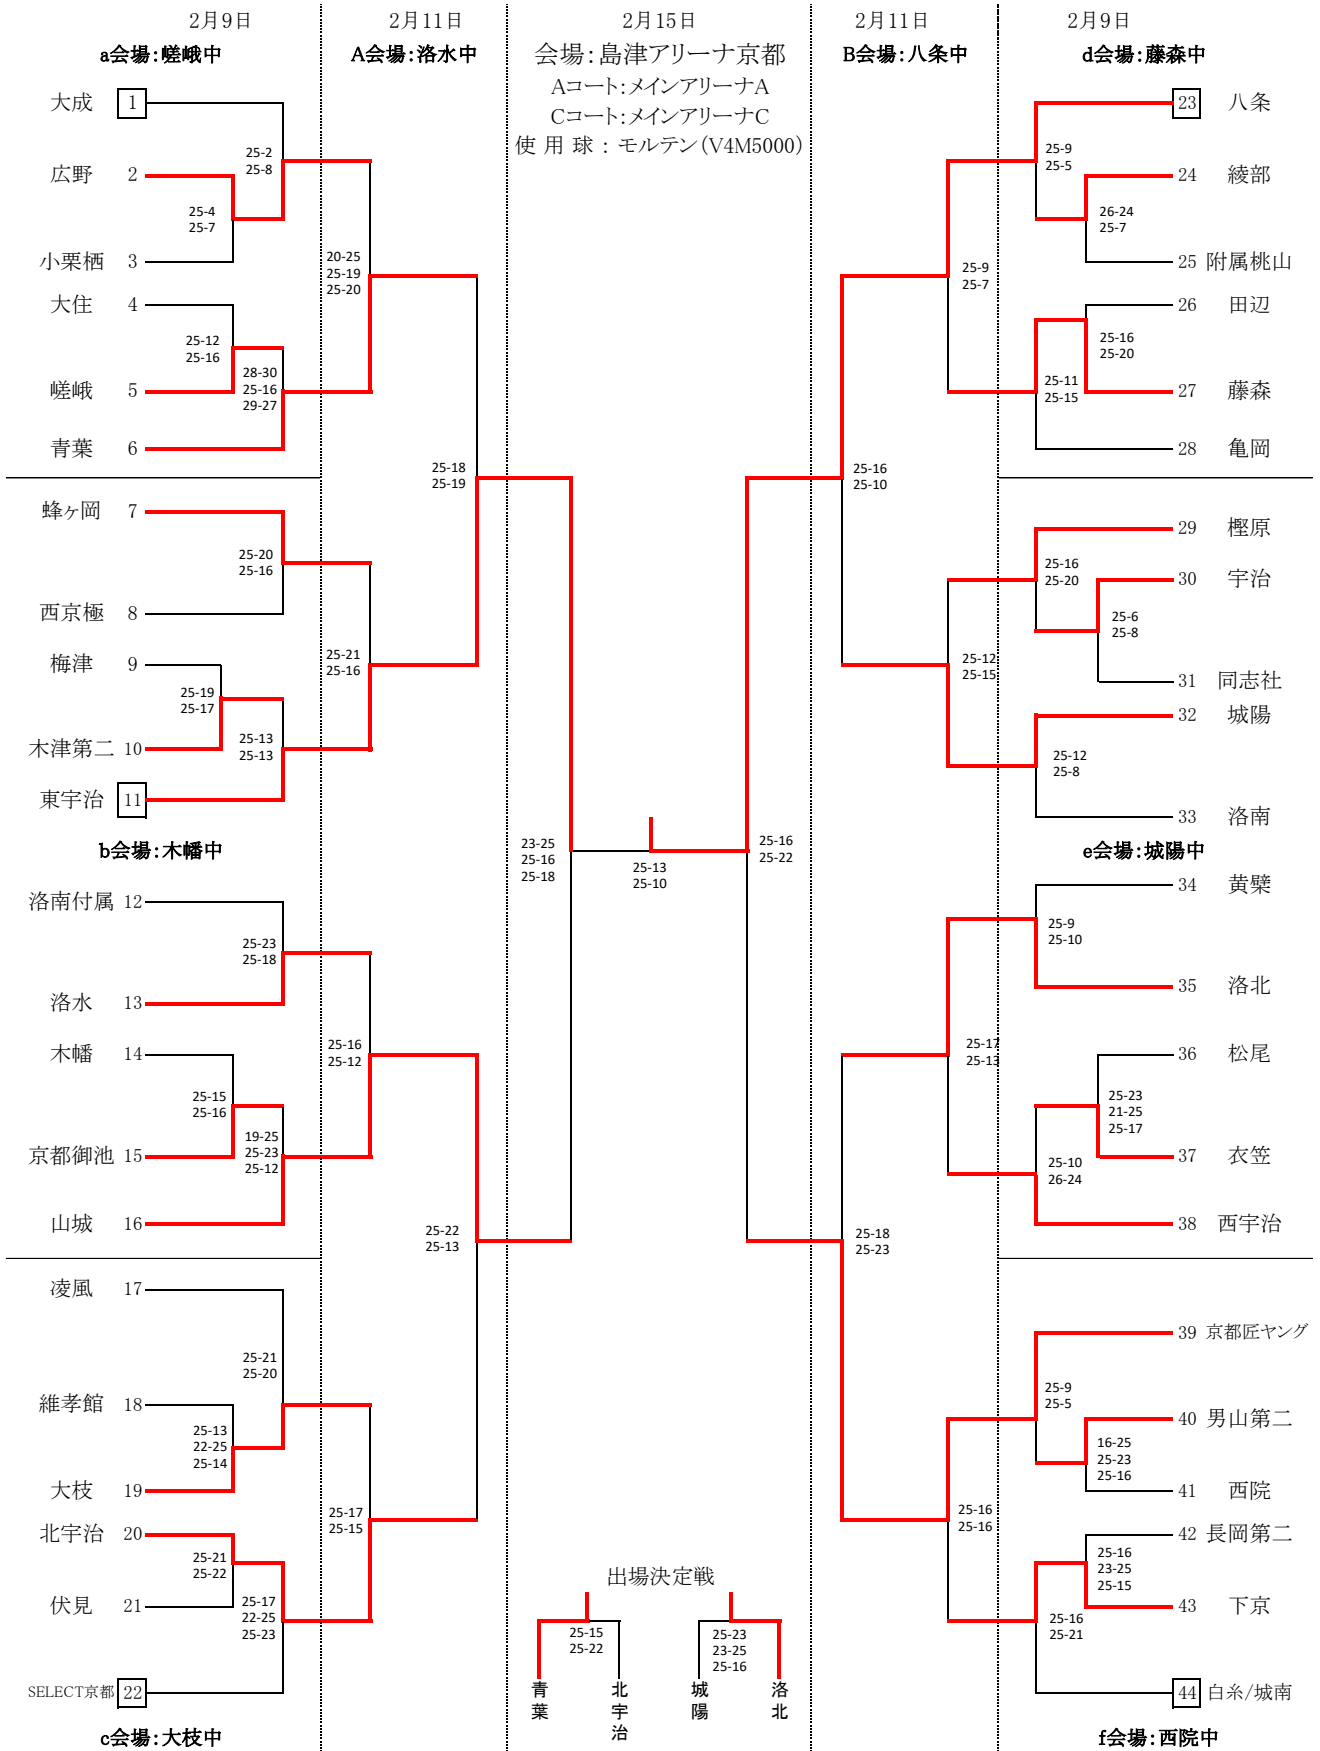 2月9日
2月11日
2月15日
2月11日
2月9日
a会場:嵯峨中
A会場:洛水中
会場:島津アリーナ京都
B会場:八条中
d会場:藤森中
Aコート:メインアリーナA
Cコート:メインアリーナC
使用球:モルテン(V4M5000)
大成 1
25-2
25-8
広野 2
25-4
25-7
小栗栖 3
20-25
25-19
25-20
大住 4
25-12
25-16
嵯峨 5
28-30
25-16
29-27
青葉 6
25-18
25-19
蜂ヶ岡 7
25-20
25-16
西京極 8
25-21
25-16
梅津 9
25-19
25-17
木津第二 10
25-13
25-13
東宇治 11
b会場:木幡中
23-25
25-16
25-18
洛南付属 12
25-23
25-18
洛水 13
25-16
25-12
木幡 14
25-15
25-16
京都御池 15
19-25
25-23
25-12
山城 16
25-22
25-13
凌風 17
25-21
25-20
維孝館 18
25-13
22-25
25-14
大枝 19
25-17
25-15
北宇治 20
25-21
25-22
伏見 21
25-17
22-25
25-23
SELECT京都 22
c会場:大枝中
25-13
25-10
出場決定戦
25-15
25-22
25-23
23-25
25-16
青葉
北宇治
城陽
洛北
23 八条
25-9
25-5
24 綾部
26-24
25-7
25 附属桃山
25-9
25-7
26 田辺
25-16
25-20
27 藤森
25-11
25-15
28 亀岡
25-16
25-10
29 樫原
25-16
25-20
30 宇治
25-6
25-8
31 同志社
25-12
25-15
32 城陽
25-12
25-8
33 洛南
e会場:城陽中
25-16
25-22
34 黄檗
25-9
25-10
35 洛北
25-17
25-13
36 松尾
25-23
21-25
25-17
37 衣笠
25-10
26-24
38 西宇治
25-18
25-23
39 京都匠ヤング
25-9
25-5
40 男山第二
16-25
25-23
25-16
41 西院
25-16
25-16
42 長岡第二
25-16
23-25
25-15
43 下京
25-16
25-21
44 白糸/城南
f会場:西院中